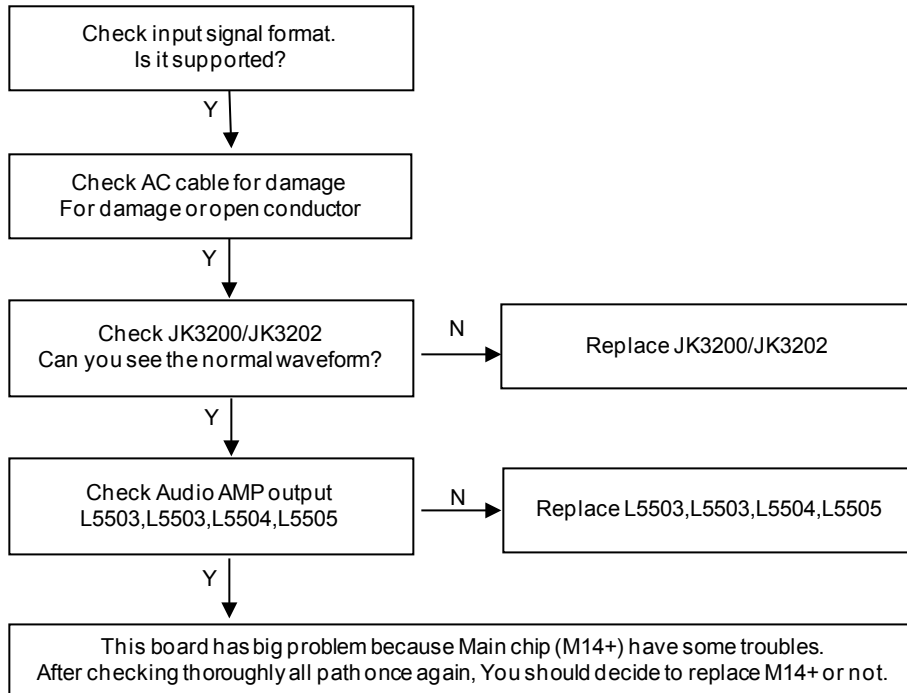 Check input signal format.
Is it supported?
Y
Check AC cable for damage
For damage or open conductor
Y
Check JK3200/JK3202
Can you see the normal waveform?
N
Replace JK3200/JK3202
Y
Check Audio AMP output
L5503,L5503,L5504,L5505
N
Replace L5503,L5503,L5504,L5505
Y
This board has big problem because Main chip (M14+) have some troubles.
After checking thoroughly all path once again, You should decide to replace M14+ or not.